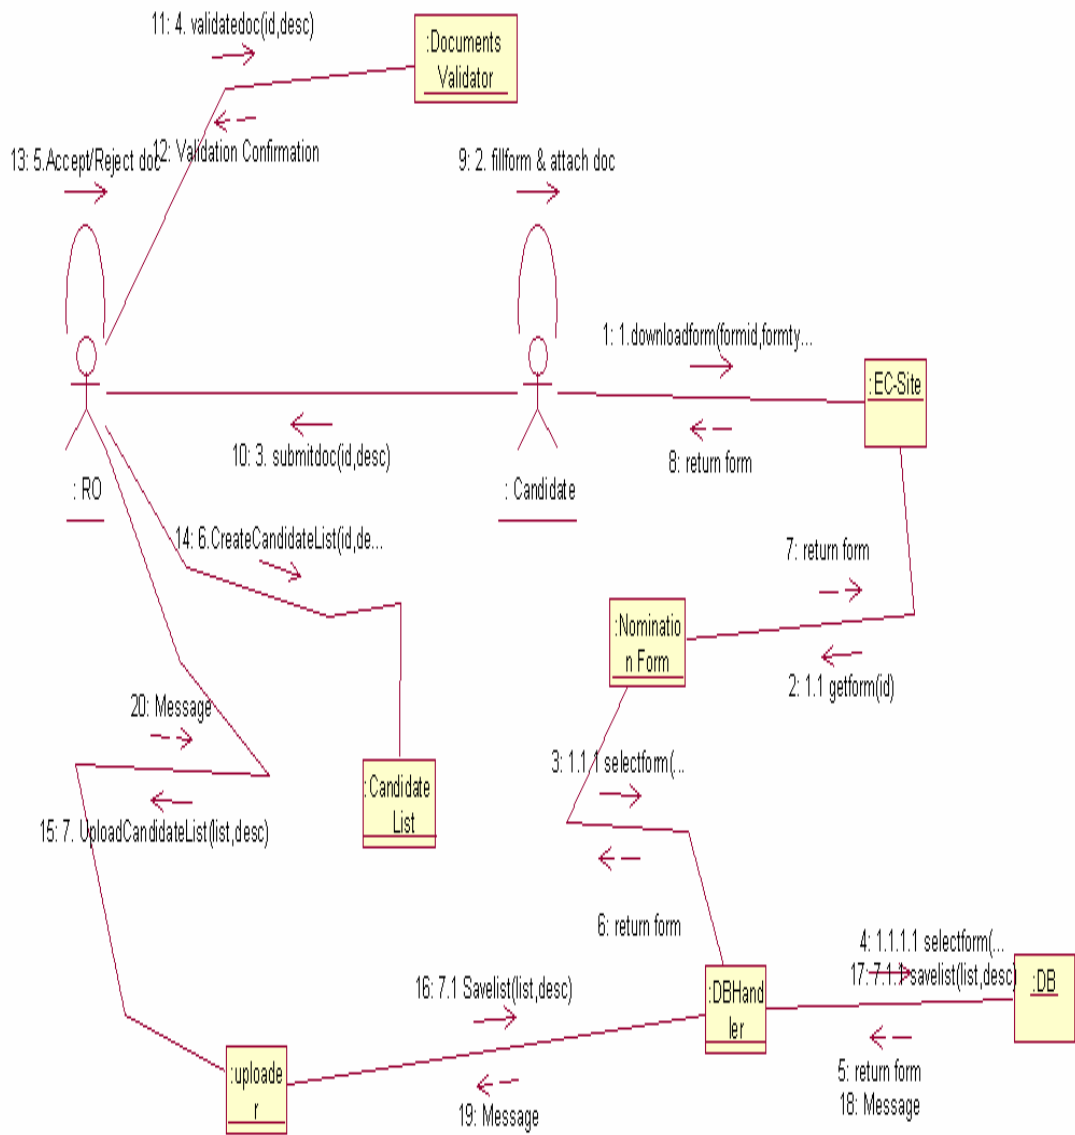 11: 4. validatedoc(id,desc)
:Documents
Validator
12: Validation Confirmation
13: 5.Accept/Reject doc
9: 2. fillform & attach doc
1: 1.downloadform(formid,formty...
:EC-Site
8: return form
10: 3. submitdoc(id,desc)
: RO
: Candidate
14: 6.CreateCandidateList(id,de...
7: return form
:Nominatio
n Form
2: 1.1 getform(id)
20: Message
3: 1.1.1 selectform(...
:Candidate
List
15: 7. UploadCandidateList(list,desc)
6: return form
4: 1.1.1.1 selectform(...
17: 7.1.1 savelist(list,desc)
16: 7.1 Savelist(list,desc)
:DBHand
ler
:DB
:uploade
r
5: return form
18: Message
19: Message